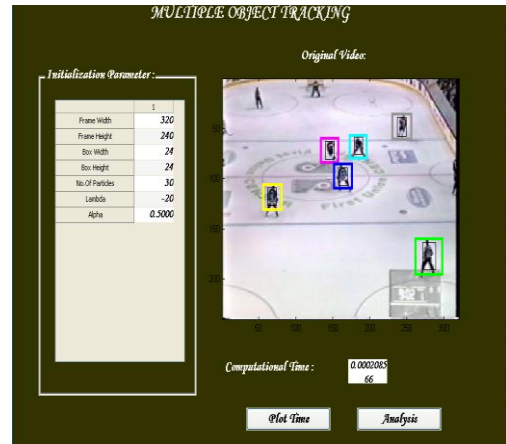 MULTIPLE OBJECT TRACKING
Original Video:
Initialization Parameter :
1
Frame Width 320
Frame Height 240
Box Width 24
Box Height 24
No.Of Particles 30
Lambda -20
Alpha 0.5000
50
100
150
200
50 100 150 200 250 300
First Union
Computational Time :
0.0002085
66
Plot Time
Analysis